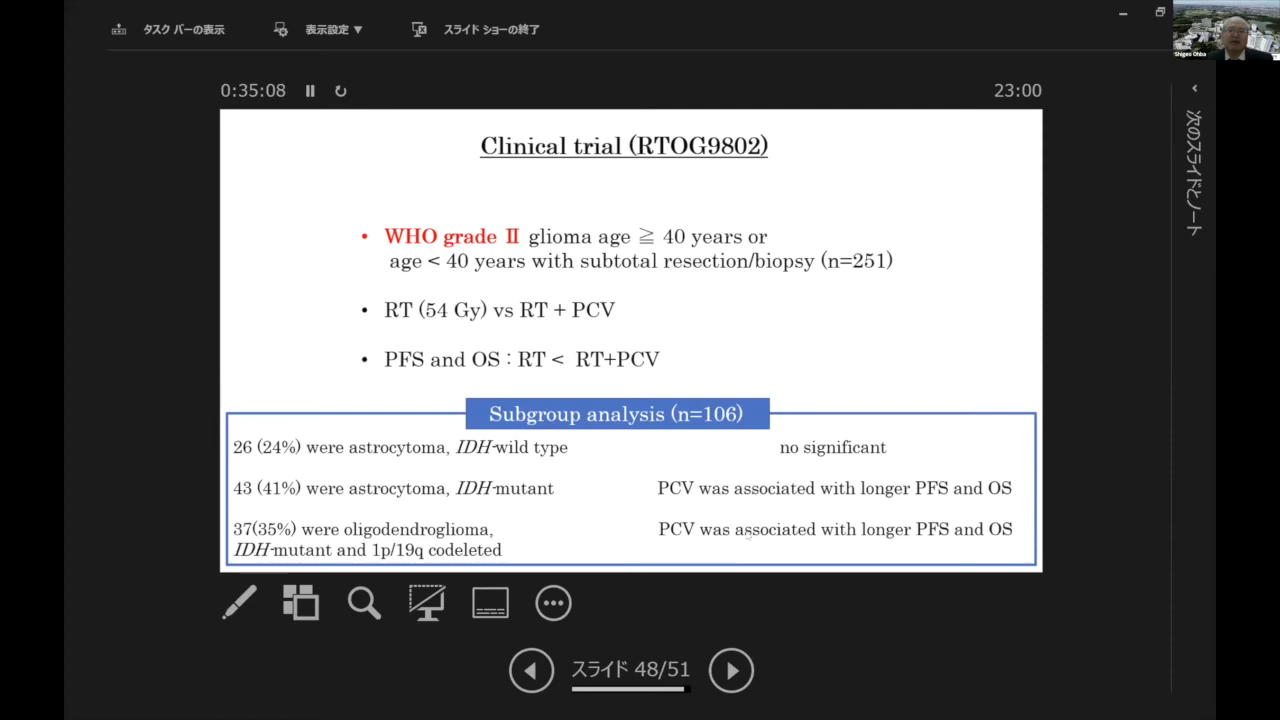 タスク バーの表示
表示設定 ▼
スライド ショーの終了
Shigeo Ohba
0:35:08
23:00
次のスライドとノート
Clinical trial (RTOG9802)
• WHO grade Ⅱ glioma age ≧ 40 years or
age < 40 years with subtotal resection/biopsy (n=251)
• RT (54 Gy) vs RT + PCV
• PFS and OS : RT < RT+PCV
Subgroup analysis (n=106)
26 (24%) were astrocytoma, IDH-wild type no significant
43 (41%) were astrocytoma, IDH-mutant PCV was associated with longer PFS and OS
37(35%) were oligodendroglioma, PCV was associated with longer PFS and OS
IDH-mutant and 1p/19q codeleted
スライド 48/51